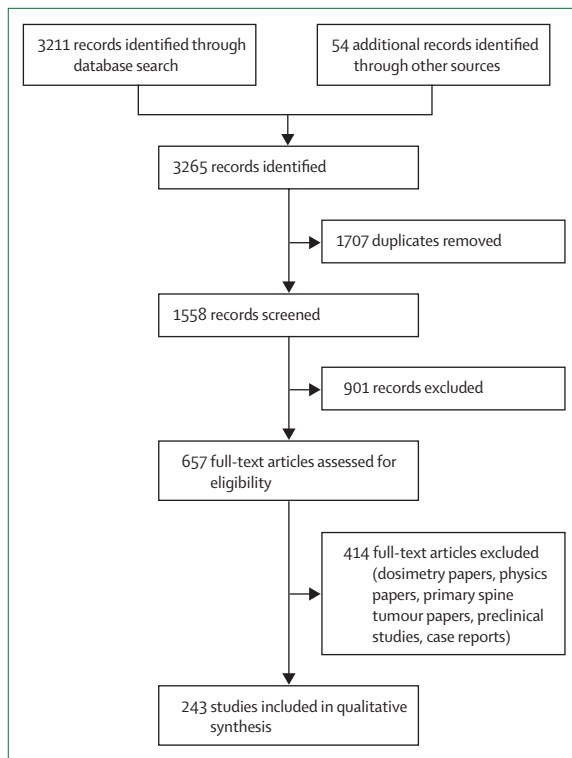 3211 records identified through
database search
54 additional records identified
through other sources
3265 records identified
1707 duplicates removed
1558 records screened
901 records excluded
657 full-text articles assessed for
eligibility
414 full-text articles excluded
(dosimetry papers, physics
papers, primary spine
tumour papers, preclinical
studies, case reports)
243 studies included in qualitative
synthesis